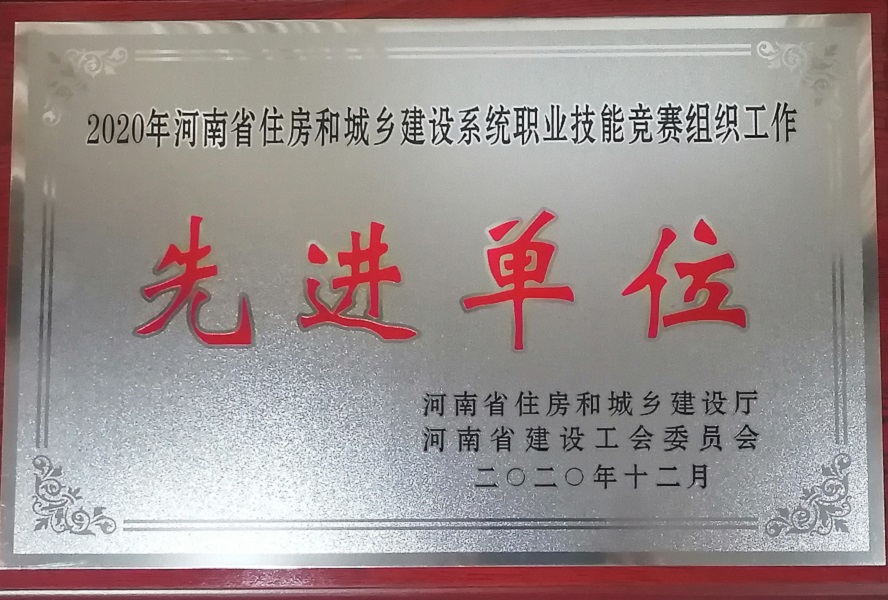 2020年河南省住房和城乡建设系统职业技能竞赛组织工作
先进单位
河南省住房和城乡建设厅
河南省建设工会委员会
二〇二〇年十二月